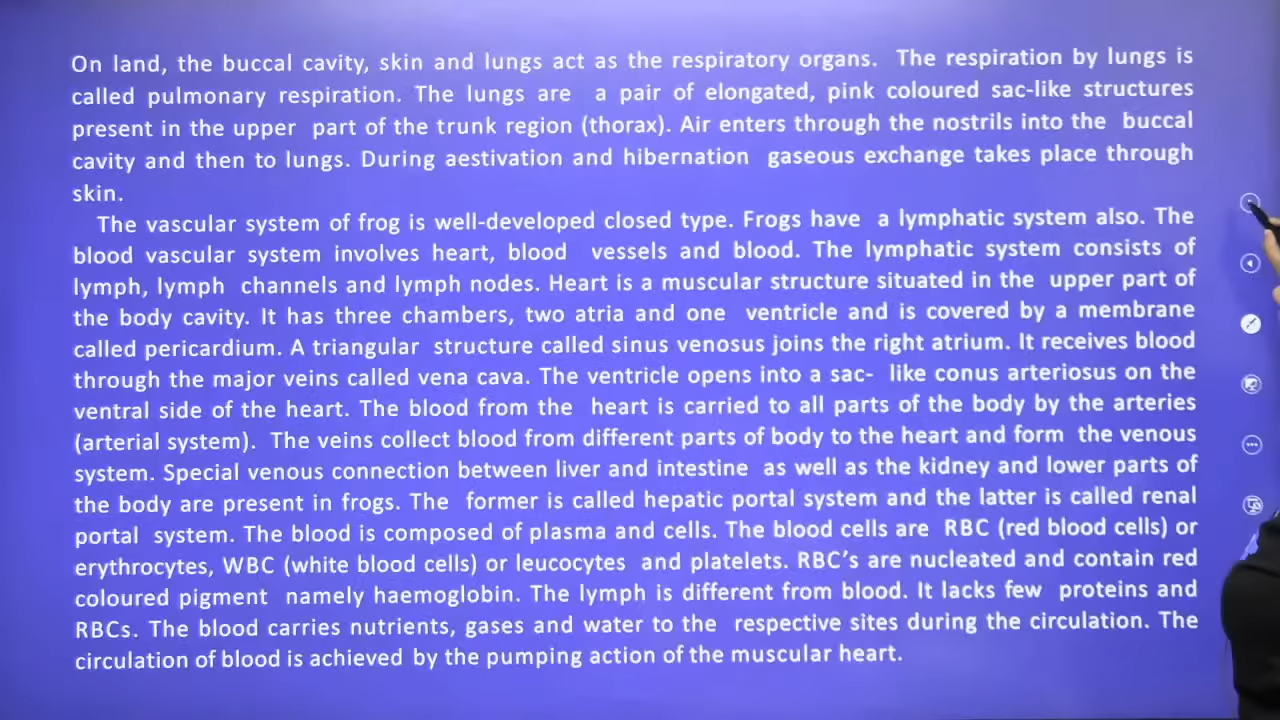 On land, the buccal cavity, skin and lungs act as the respiratory organs. The respiration by lungs is
called pulmonary respiration. The lungs are a pair of elongated, pink coloured sac-like structures
present in the upper part of the trunk region (thorax). Air enters through the nostrils into the buccal
cavity and then to lungs. During aestivation and hibernation gaseous exchange takes place through
skin.
The vascular system of frog is well-developed closed type. Frogs have a lymphatic system also. The
blood vascular system involves heart, blood vessels and blood. The lymphatic system consists of
lymph, lymph channels and lymph nodes. Heart is a muscular structure situated in the upper part of
the body cavity. It has three chambers, two atria and one ventricle and is covered by a membrane
called pericardium. A triangular structure called sinus venosus joins the right atrium. It receives blood
through the major veins called vena cava. The ventricle opens into a sac- like conus arteriosus on the
ventral side of the heart. The blood from the heart is carried to all parts of the body by the arteries
(arterial system). The veins collect blood from different parts of body to the heart and form the venous
system. Special venous connection between liver and intestine as well as the kidney and lower parts of
the body are present in frogs. The former is called hepatic portal system and the latter is called renal
portal system. The blood is composed of plasma and cells. The blood cells are RBC (red blood cells) or
erythrocytes, WBC (white blood cells) or leucocytes and platelets. RBC’s are nucleated and contain red
coloured pigment namely haemoglobin. The lymph is different from blood. It lacks few proteins and
RBCs. The blood carries nutrients, gases and water to the respective sites during the circulation. The
circulation of blood is achieved by the pumping action of the muscular heart.